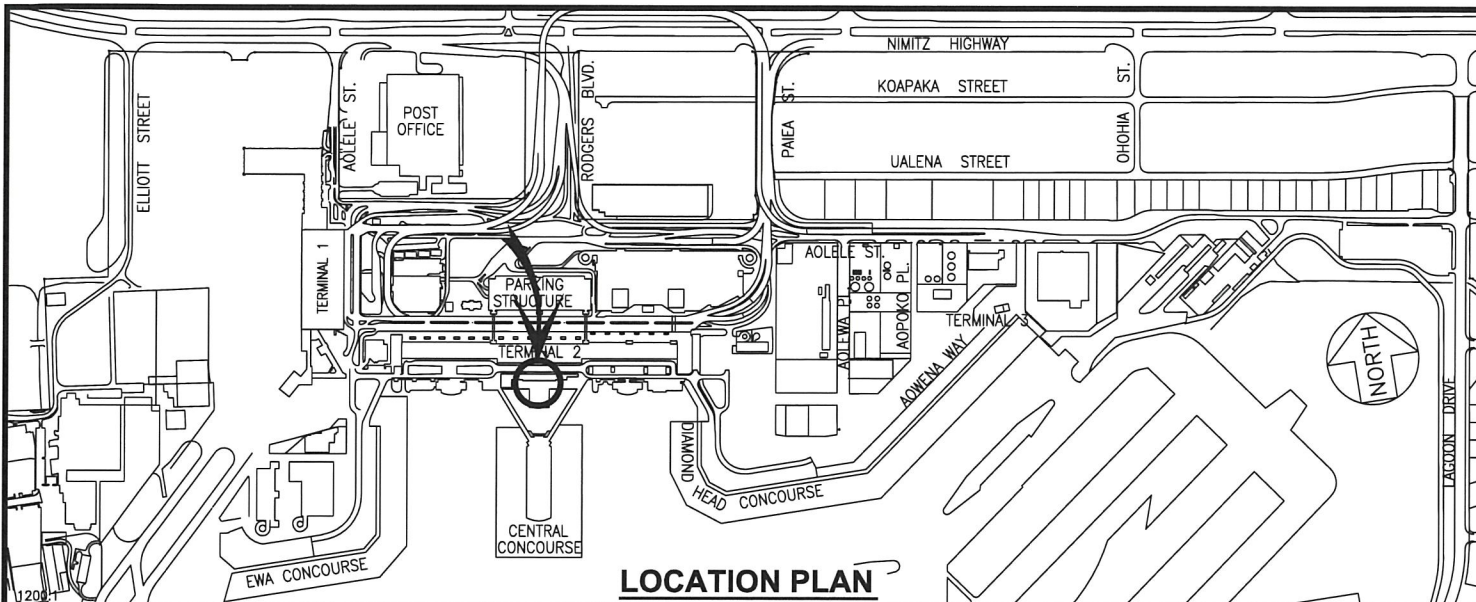 NIMITZ HIGHWAY
KOAPAKA STREET
UALENA STREET
OHOHIA ST.
PAIEA ST.
RODGERS BLVD.
POST
OFFICE
AOLELE ST.
ELLIOTT STREET
TERMINAL 1
PARKING
STRUCTURE
TERMINAL 2
AOLELE ST.
AOLEWA PL.
AOPOKO PL.
TERMINAL 3
AOWENA WAY
NORTH
LAGOON DRIVE
DIAMOND
HEAD CONCOURSE
CENTRAL
CONCOURSE
EWA CONCOURSE
LOCATION PLAN